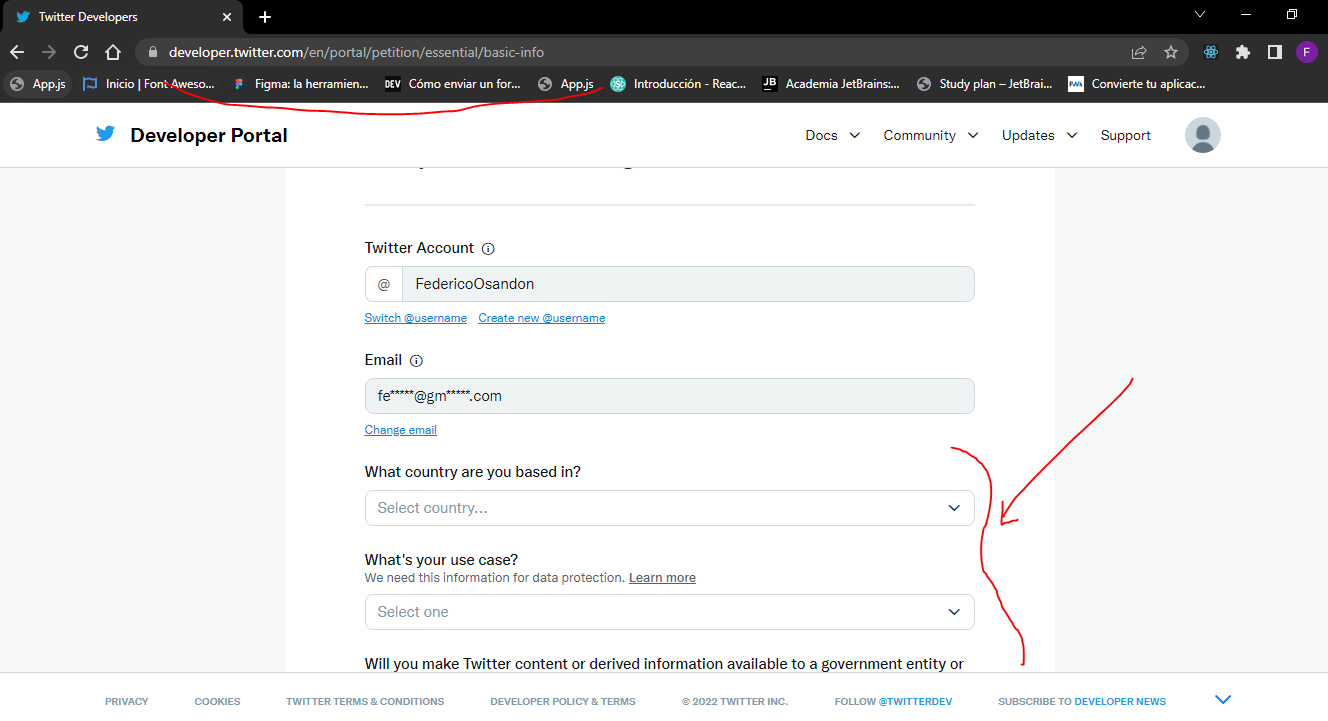 Twitter Developers
developer.twitter.com/en/portal/petition/essential/basic-info
F
App.js
Inicio | Font Aweso...
Figma: la herramien...
DEV Cómo enviar un for...
App.js
Introducción - Reac...
JB Academia JetBrains:...
Study plan – JetBrai...
PWA Convierte tu aplicac...
Developer Portal
Docs
Community
Updates
Support
Twitter Account
@ FedericoOsandon
Switch @username Create new @username
Email
fe*****@gm*****.com
Change email
What country are you based in?
Select country...
What's your use case?
We need this information for data protection. Learn more
Select one
Will you make Twitter content or derived information available to a government entity or
PRIVACY COOKIES TWITTER TERMS & CONDITIONS DEVELOPER POLICY & TERMS © 2022 TWITTER INC. FOLLOW @TWITTERDEV SUBSCRIBE TO DEVELOPER NEWS